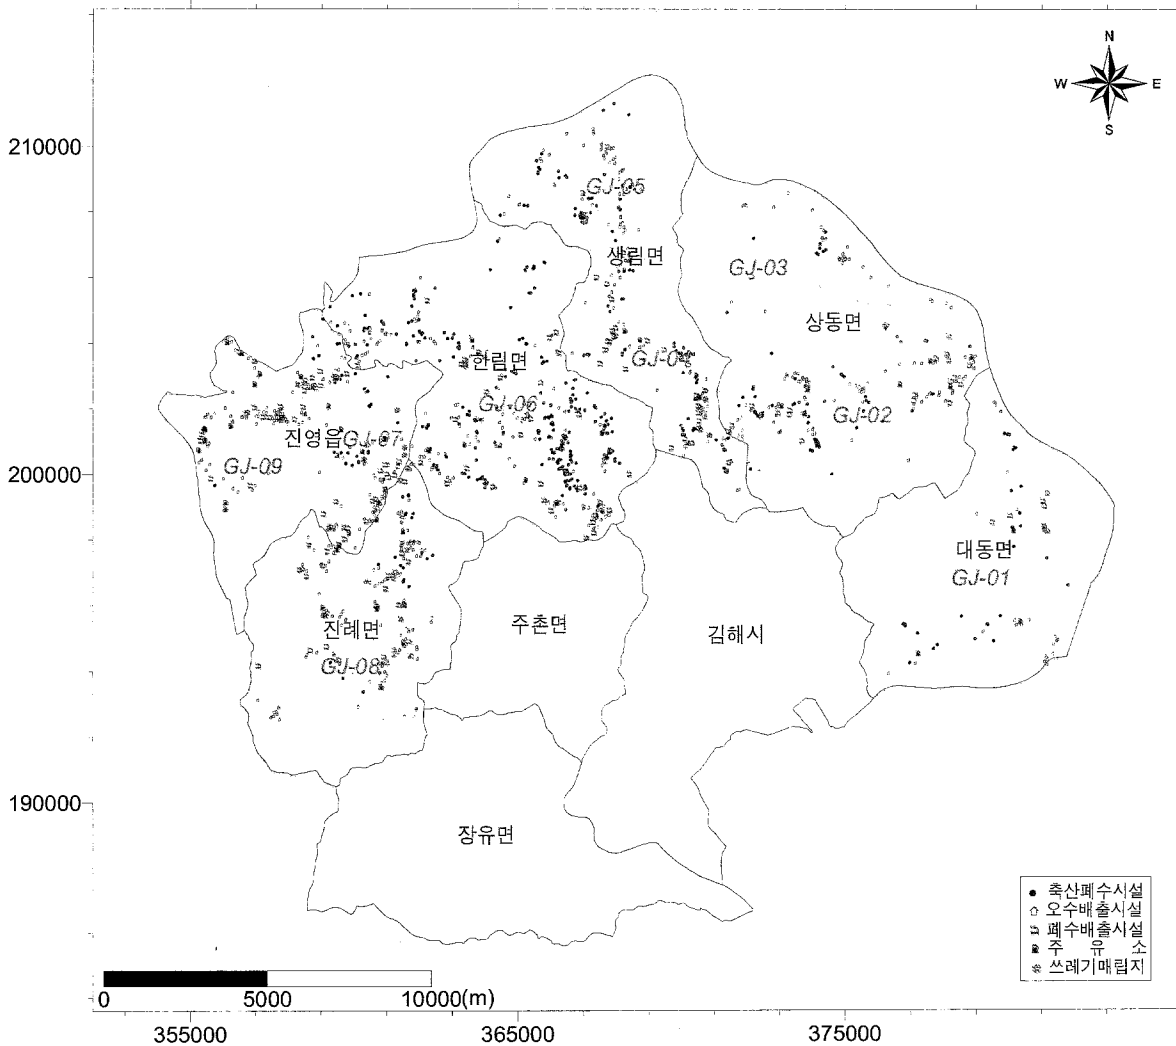 N
W E
S
210000
GJ-05
생림면
GJ-03
상동면
한림면
GJ-04
GJ-06
GJ-02
진영읍GJ-07
GJ-09
200000
대동면
GJ-01
진례면
주촌면
김해시
GJ-08
190000
장유면
축산폐수시설
오수배출시설
폐수배출시설
주 유 소
쓰레기매립지
0 5000 10000(m)
355000 365000 375000